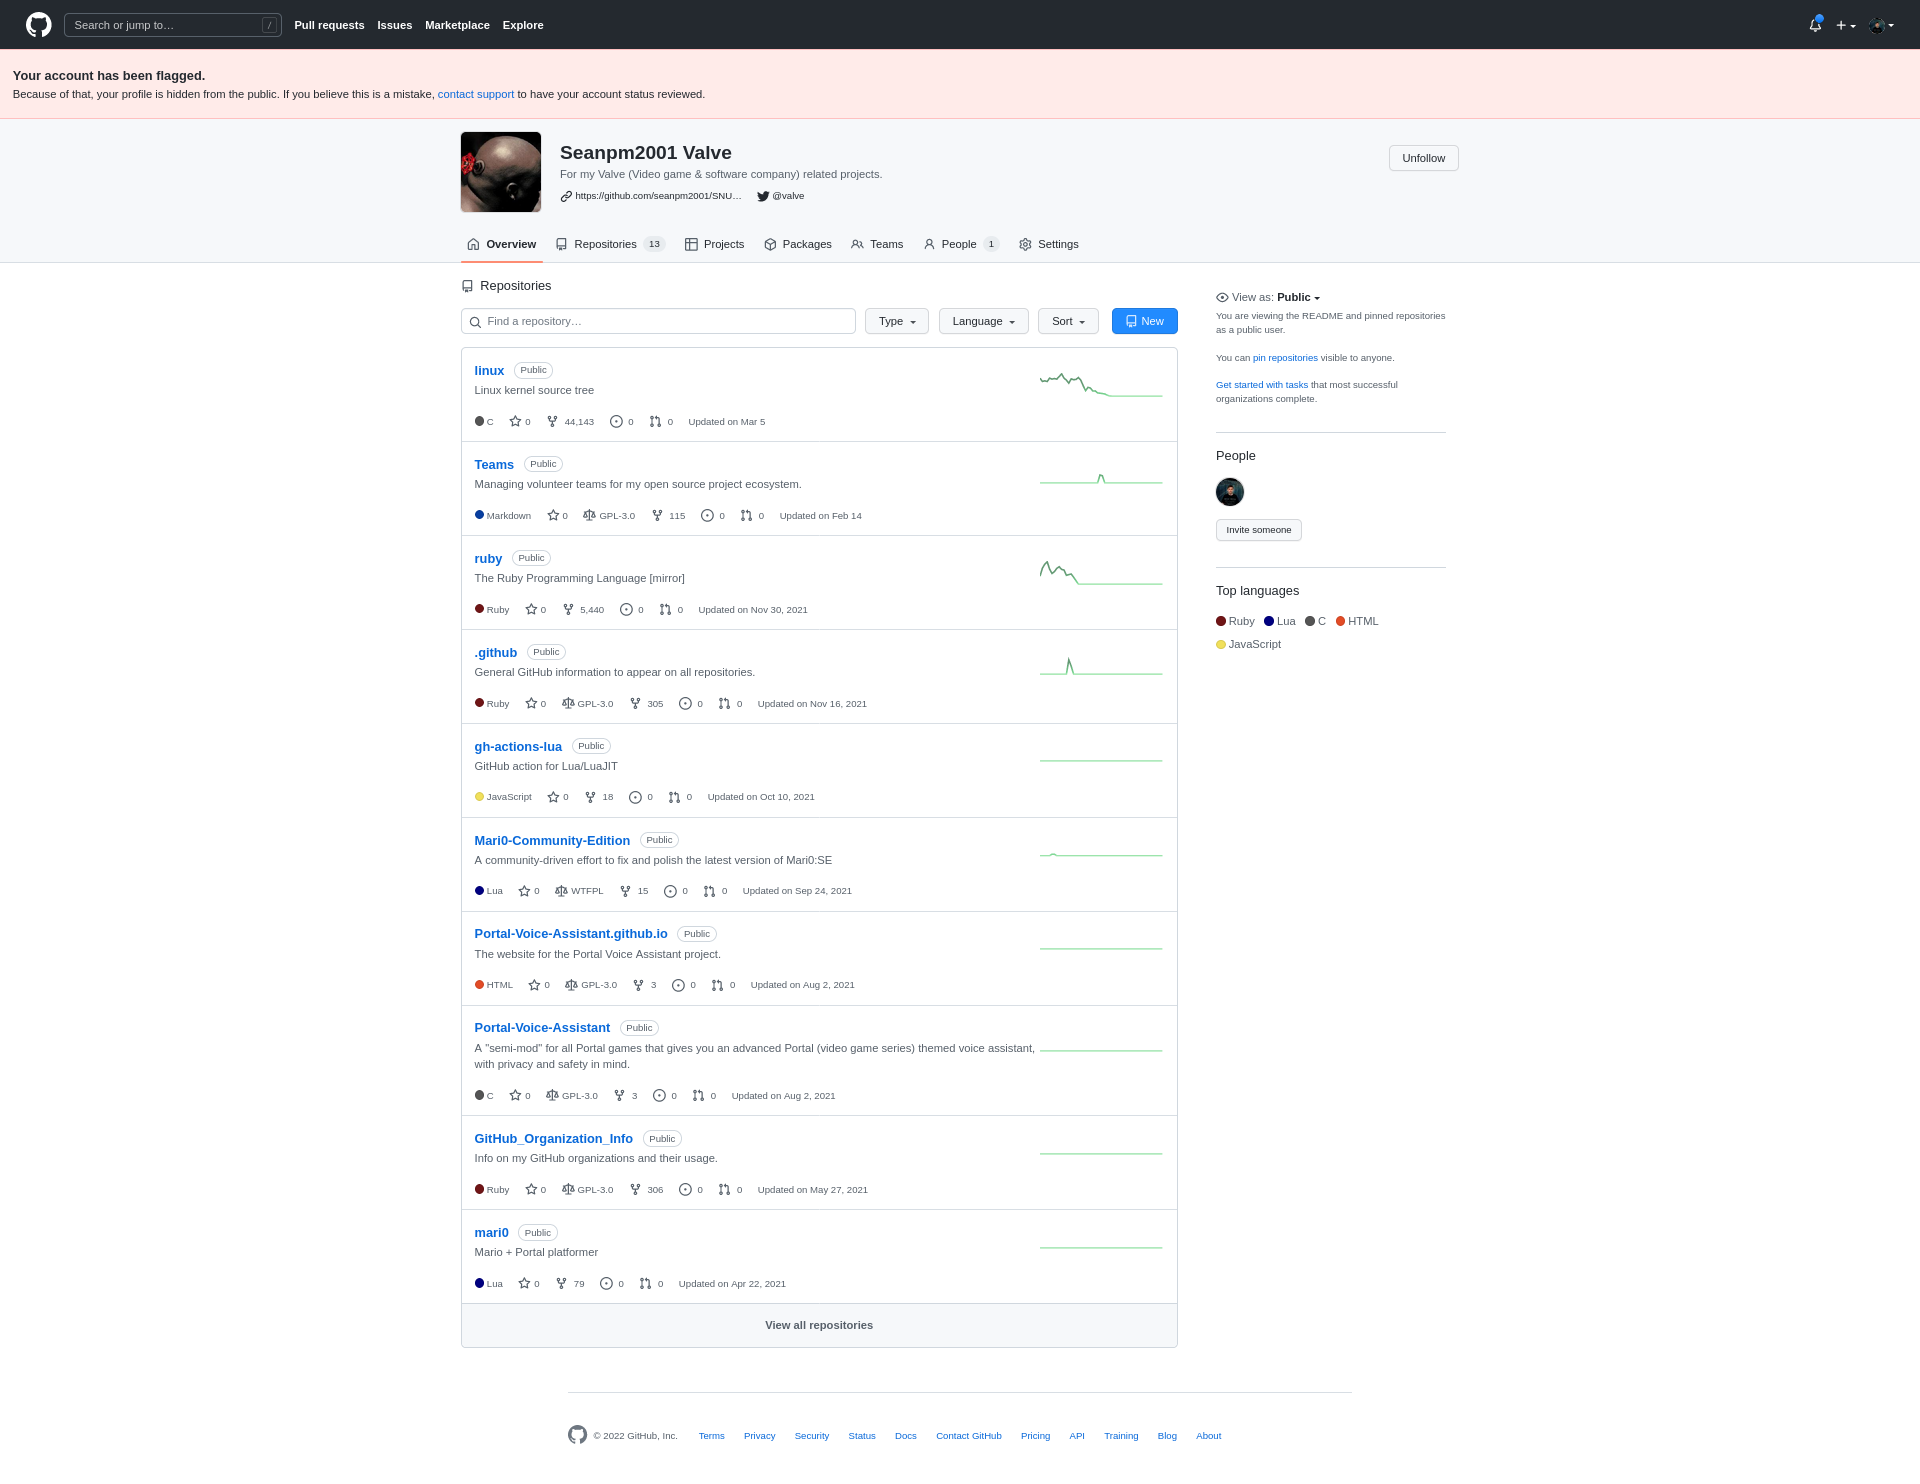 Search or jump to…
/
Pull requests Issues Marketplace Explore
Your account has been flagged.
Because of that, your profile is hidden from the public. If you believe this is a mistake, contact support to have your account status reviewed.
Seanpm2001 Valve
For my Valve (Video game & software company) related projects.
https://github.com/seanpm2001/SNU… @valve
Unfollow
Overview Repositories 13 Projects Packages Teams People 1 Settings
Repositories
Find a repository… Type Language Sort New
linux Public
Linux kernel source tree
C 0 44,143 0 0 Updated on Mar 5
Teams Public
Managing volunteer teams for my open source project ecosystem.
Markdown 0 GPL-3.0 115 0 0 Updated on Feb 14
ruby Public
The Ruby Programming Language [mirror]
Ruby 0 5,440 0 0 Updated on Nov 30, 2021
.github Public
General GitHub information to appear on all repositories.
Ruby 0 GPL-3.0 305 0 0 Updated on Nov 16, 2021
gh-actions-lua Public
GitHub action for Lua/LuaJIT
JavaScript 0 18 0 0 Updated on Oct 10, 2021
Mari0-Community-Edition Public
A community-driven effort to fix and polish the latest version of Mari0:SE
Lua 0 WTFPL 15 0 0 Updated on Sep 24, 2021
Portal-Voice-Assistant.github.io Public
The website for the Portal Voice Assistant project.
HTML 0 GPL-3.0 3 0 0 Updated on Aug 2, 2021
Portal-Voice-Assistant Public
A "semi-mod" for all Portal games that gives you an advanced Portal (video game series) themed voice assistant,
with privacy and safety in mind.
C 0 GPL-3.0 3 0 0 Updated on Aug 2, 2021
GitHub_Organization_Info Public
Info on my GitHub organizations and their usage.
Ruby 0 GPL-3.0 306 0 0 Updated on May 27, 2021
mari0 Public
Mario + Portal platformer
Lua 0 79 0 0 Updated on Apr 22, 2021
View all repositories
View as: Public
You are viewing the README and pinned repositories
as a public user.
You can pin repositories visible to anyone.
Get started with tasks that most successful
organizations complete.
People
Invite someone
Top languages
Ruby Lua C HTML
JavaScript
© 2022 GitHub, Inc. Terms Privacy Security Status Docs Contact GitHub Pricing API Training Blog About